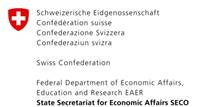 Schweizerische Eidgenossenschaft
Confédération suisse
Confederazione Svizzera
Confederaziun svizra
Swiss Confederation
Federal Department of Economic Affairs,
Education and Research EAER
State Secretariat for Economic Affairs SECO